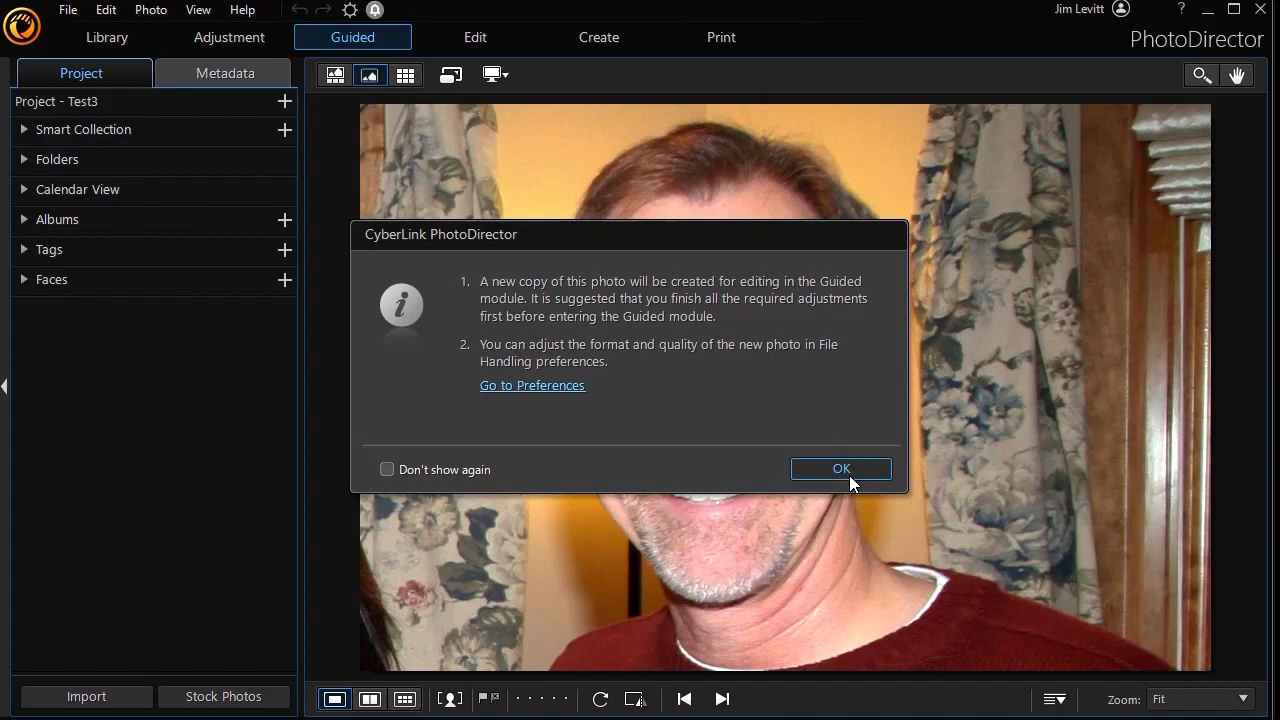 File Edit Photo View Help
Jim Levitt ?
Library Adjustment Guided Edit Create Print
PhotoDirector
Project Metadata
Project - Test3
Smart Collection
Folders
Calendar View
Albums
Tags
Faces
CyberLink PhotoDirector
1. A new copy of this photo will be created for editing in the Guided
module. It is suggested that you finish all the required adjustments
first before entering the Guided module.
2. You can adjust the format and quality of the new photo in File
Handling preferences.
Go to Preferences
Don't show again
OK
Import Stock Photos
Zoom: Fit